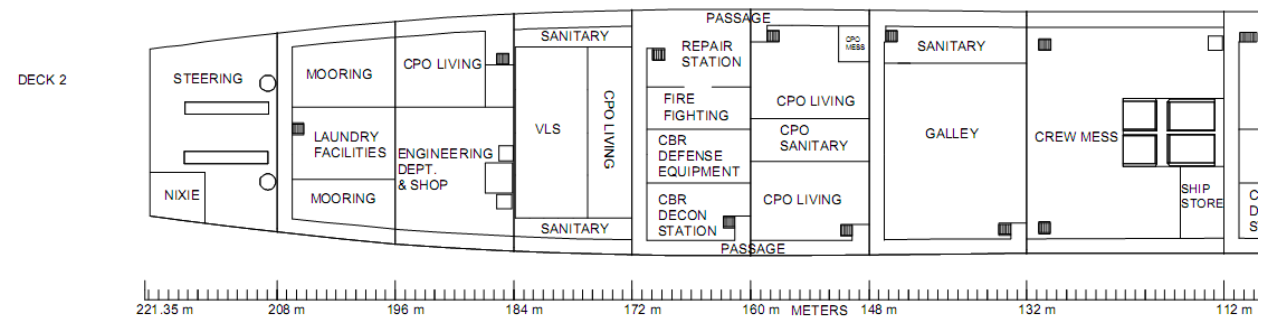 PASSAGE
DECK 2
STEERING
NIXIE
MOORING
LAUNDRY
FACILITIES
MOORING
CPO LIVING
ENGINEERING
DEPT.
& SHOP
SANITARY
VLS
CPO LIVING
SANITARY
REPAIR
STATION
FIRE
FIGHTING
CBR
DEFENSE
EQUIPMENT
CBR
DECON
STATION
CPO
MESS
CPO LIVING
CPO
SANITARY
CPO LIVING
PASSAGE
SANITARY
GALLEY
CREW MESS
SHIP
STORE
C
D
S
221.35 m 208 m 196 m 184 m 172 m 160 m METERS 148 m 132 m 112 m